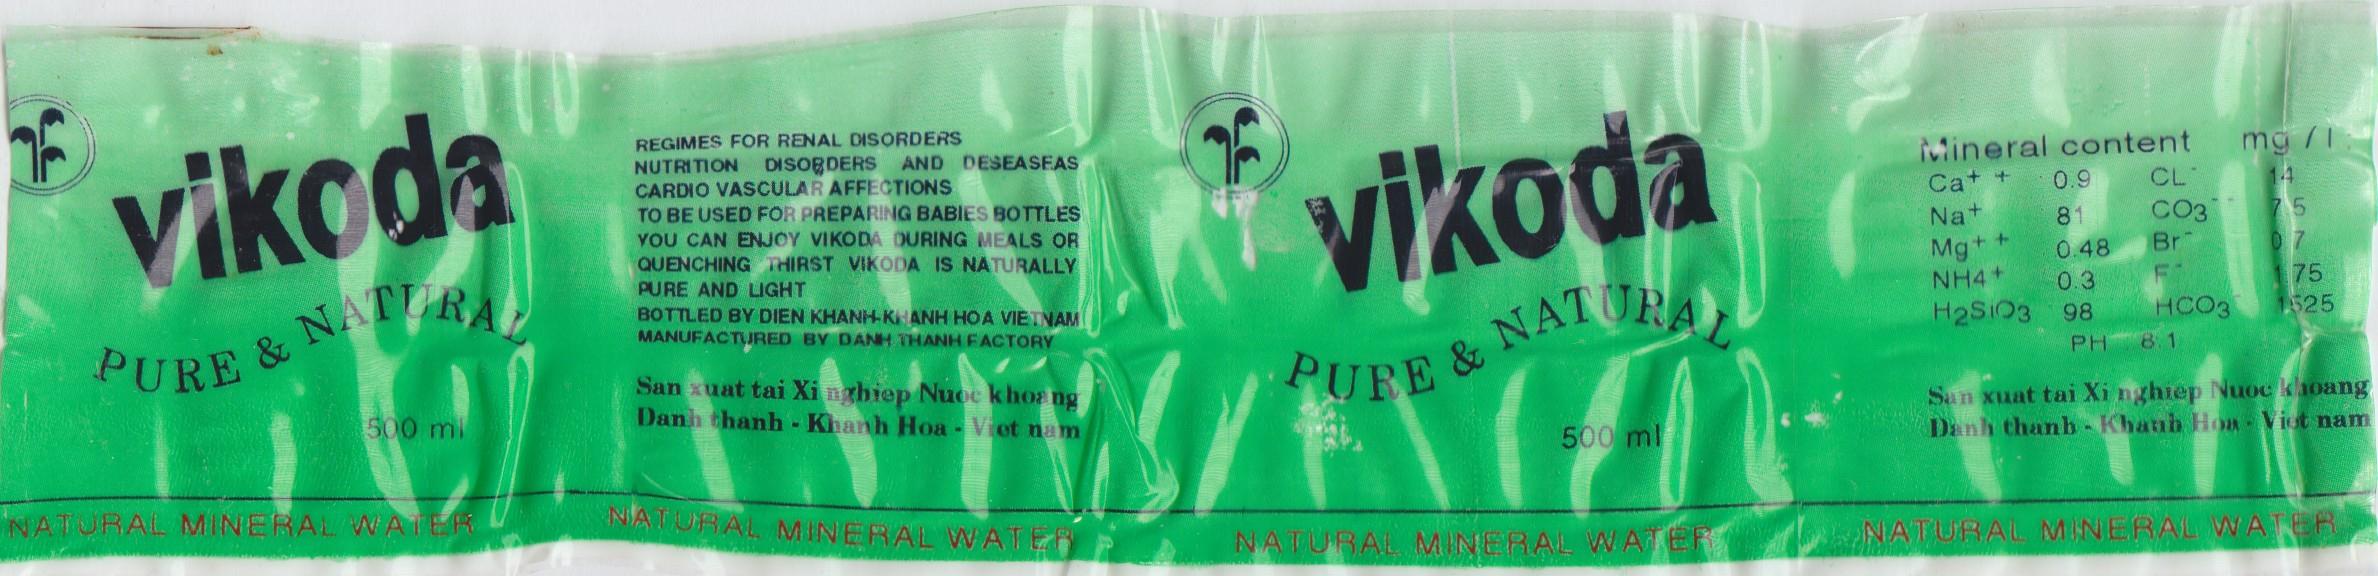 vikoda
PURE & NATURAL
500 ml
NATURAL MINERAL WATER
REGIMES FOR RENAL DISORDERS
NUTRITION DISORDERS AND DESEASEAS
CARDIO VASCULAR AFFECTIONS
TO BE USED FOR PREPARING BABIES BOTTLES
YOU CAN ENJOY VIKODA DURING MEALS OR
QUENCHING THIRST VIKODA IS NATURALLY
PURE AND LIGHT
BOTTLED BY DIEN KHANH-KHANH HOA VIETNAM
MANUFACTURED BY DANH THANH FACTORY
San xuat tai Xi nghiep Nuoc khoang
Danh thanh - Khanh Hoa - Viet nam
NATURAL MINERAL WATER
vikoda
PURE & NATURAL
500 ml
NATURAL MINERAL WATER
Mineral content mg / l
Ca++ 0.9 CL- 14
Na+ 81 CO3-- 7.5
Mg++ 0.48 Br- 0.7
NH4+ 0.3 F- 1.75
H2SiO3 98 HCO3-
PH 8.1
San xuat tai Xi nghiep Nuoc khoang
Danh thanh - Khanh Hoa - Viet nam
NATURAL MINERAL WATER